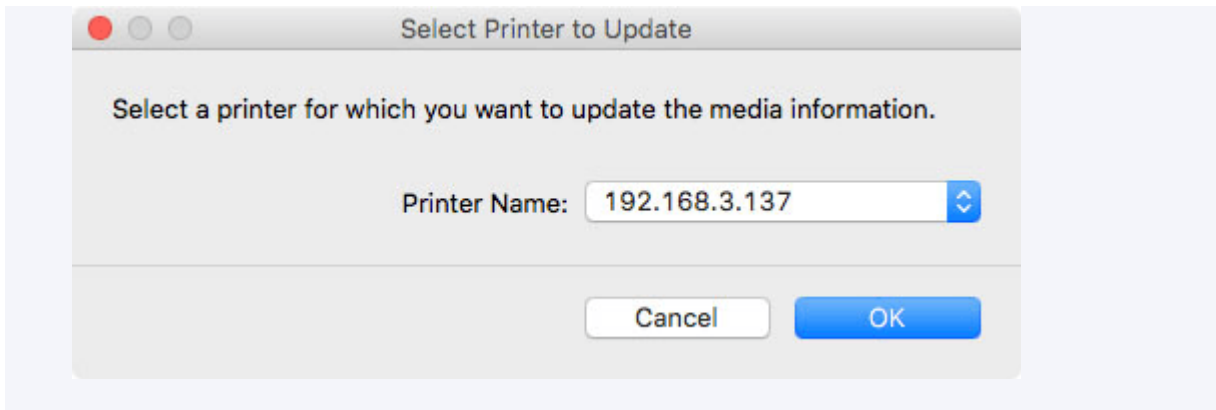 Select Printer to Update
Select a printer for which you want to update the media information.
Printer Name: 192.168.3.137
Cancel OK